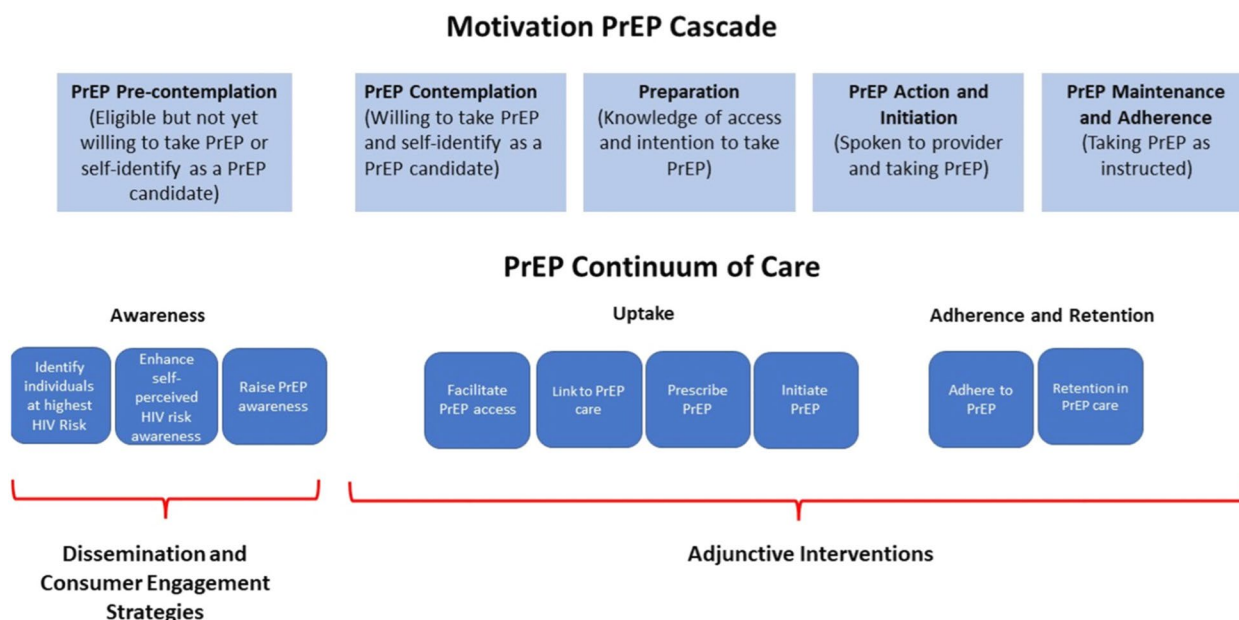 Motivation PrEP Cascade
PrEP Pre-contemplation
(Eligible but not yet
willing to take PrEP or
self-identify as a PrEP
candidate)
PrEP Contemplation
(Willing to take PrEP
and self-identify as a
PrEP candidate)
Preparation
(Knowledge of access
and intention to take
PrEP)
PrEP Action and
Initiation
(Spoken to provider
and taking PrEP)
PrEP Maintenance
and Adherence
(Taking PrEP as
instructed)
PrEP Continuum of Care
Awareness
Identify
individuals
at highest
HIV Risk
Enhance
self-
perceived
HIV risk
awareness
Raise PrEP
awareness
Uptake
Facilitate
PrEP access
Link to PrEP
care
Prescribe
PrEP
Initiate
PrEP
Adherence and Retention
Adhere to
PrEP
Retention in
PrEP care
Dissemination and
Consumer Engagement
Strategies
Adjunctive Interventions